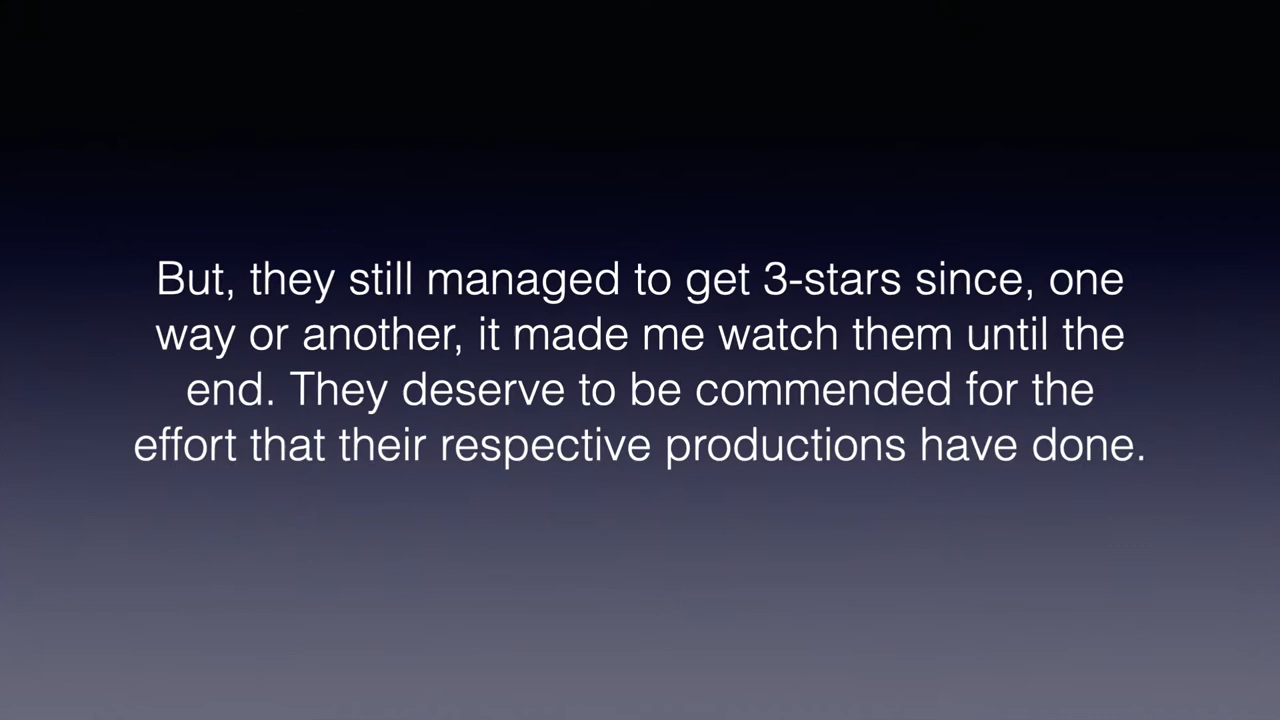 But, they still managed to get 3-stars since, one
way or another, it made me watch them until the
end. They deserve to be commended for the
effort that their respective productions have done.